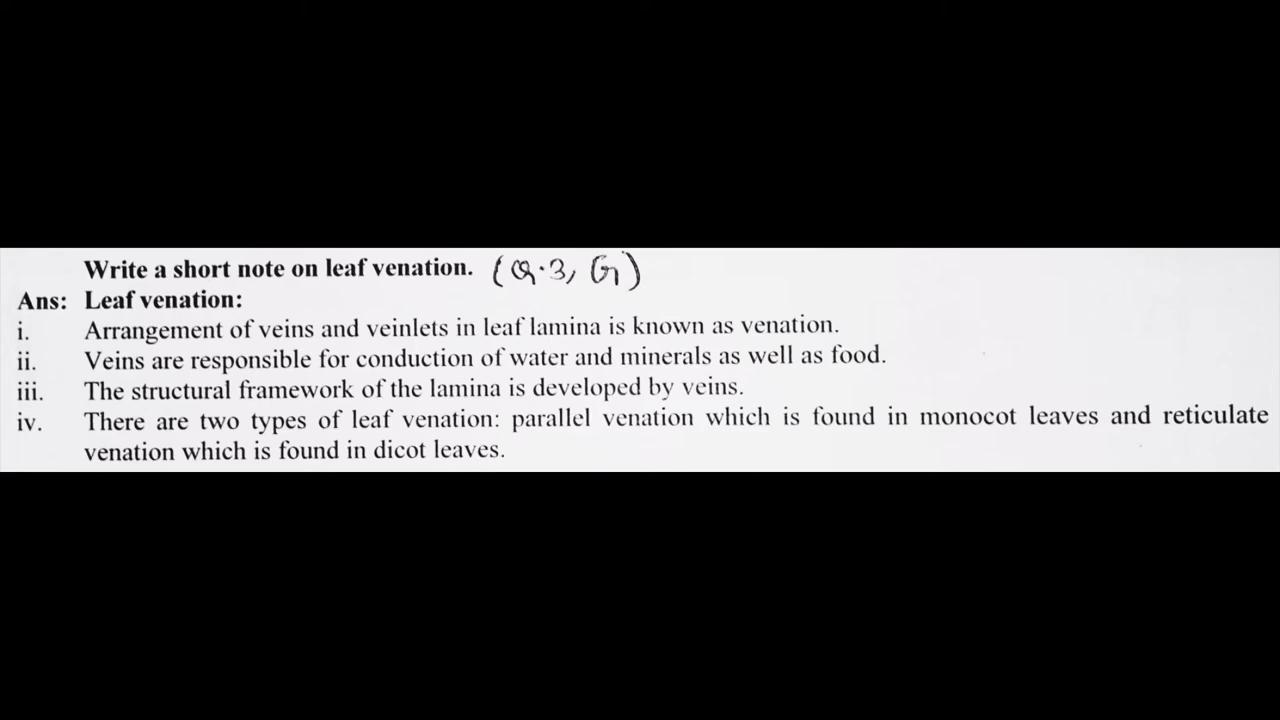 Write a short note on leaf venation. (Q.3, G)
Ans: Leaf venation:
i. Arrangement of veins and veinlets in leaf lamina is known as venation.
ii. Veins are responsible for conduction of water and minerals as well as food.
iii. The structural framework of the lamina is developed by veins.
iv. There are two types of leaf venation: parallel venation which is found in monocot leaves and reticulate
venation which is found in dicot leaves.